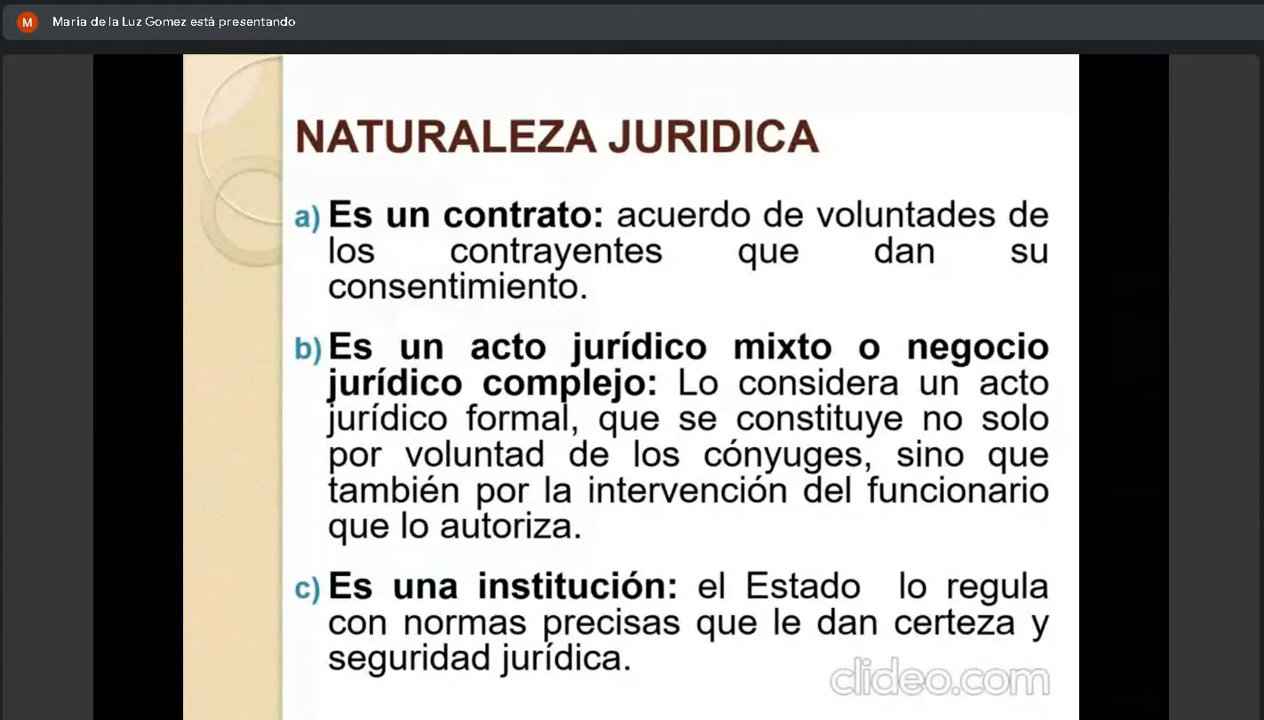 M
María de la Luz Gomez está presentando
NATURALEZA JURIDICA
a) Es un contrato: acuerdo de voluntades de
los contrayentes que dan su
consentimiento.
b) Es un acto jurídico mixto o negocio
jurídico complejo: Lo considera un acto
jurídico formal, que se constituye no solo
por voluntad de los cónyuges, sino que
también por la intervención del funcionario
que lo autoriza.
c) Es una institución: el Estado lo regula
con normas precisas que le dan certeza y
seguridad jurídica.
clideo.com